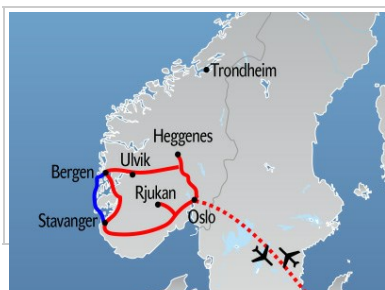 Trondheim
Heggenes
Ulvik
Bergen
Rjukan
Stavanger
Oslo